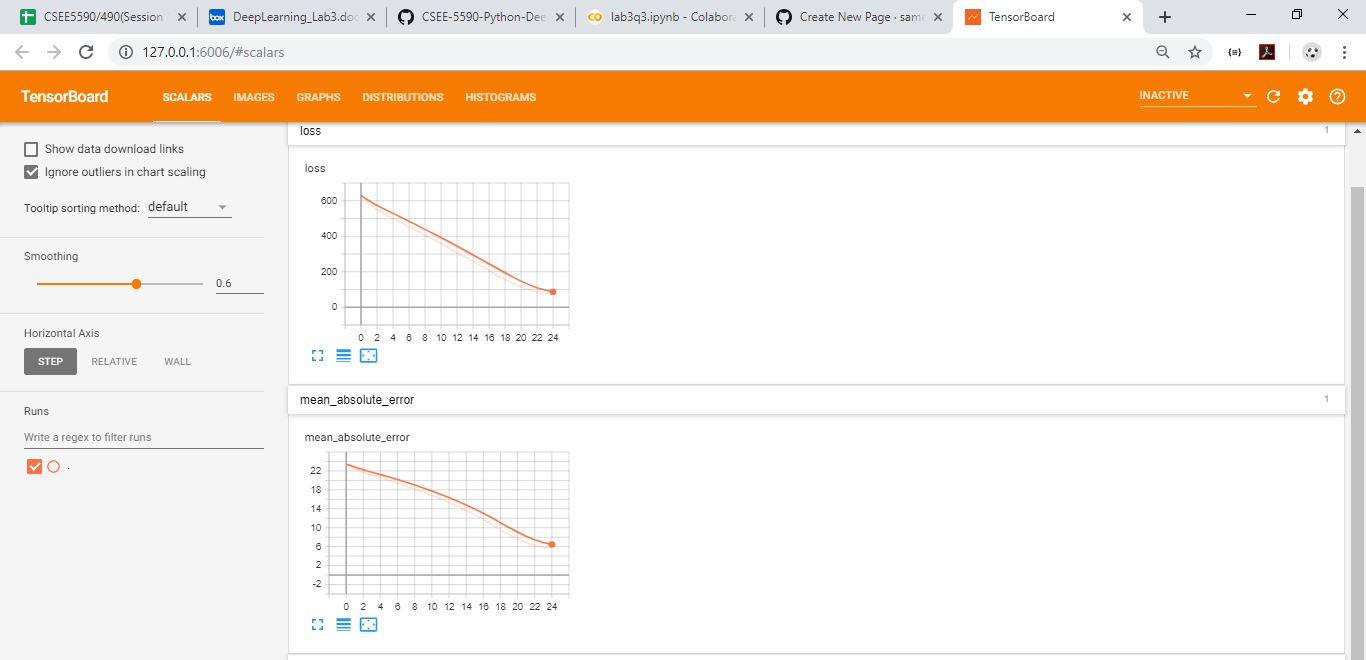 CSEE5590/490(Session
DeepLearning_Lab3.doc
CSEE-5590-Python-Dee
lab3q3.ipynb - Colabora
Create New Page · same
TensorBoard
127.0.0.1:6006/#scalars
TensorBoard
SCALARS
IMAGES
GRAPHS
DISTRIBUTIONS
HISTOGRAMS
INACTIVE
Show data download links
Ignore outliers in chart scaling
Tooltip sorting method: default
Smoothing
0.6
Horizontal Axis
STEP
RELATIVE
WALL
Runs
Write a regex to filter runs
.
loss
1
loss
600
400
200
0
0 2 4 6 8 10 12 14 16 18 20 22 24
mean_absolute_error
1
mean_absolute_error
22
18
14
10
6
2
-2
0 2 4 6 8 10 12 14 16 18 20 22 24